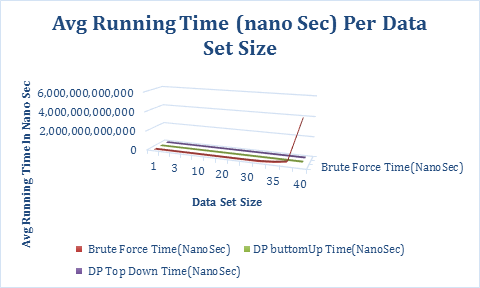 Avg Running Time (nano Sec) Per Data
Set Size
6,000,000,000,000
4,000,000,000,000
2,000,000,000,000
0
Avg Running Time In Nano Sec
1 3 10 20 30 35 40
Brute Force Time(NanoSec)
Data Set Size
Brute Force Time(NanoSec) DP buttomUp Time(NanoSec)
DP Top Down Time(NanoSec)